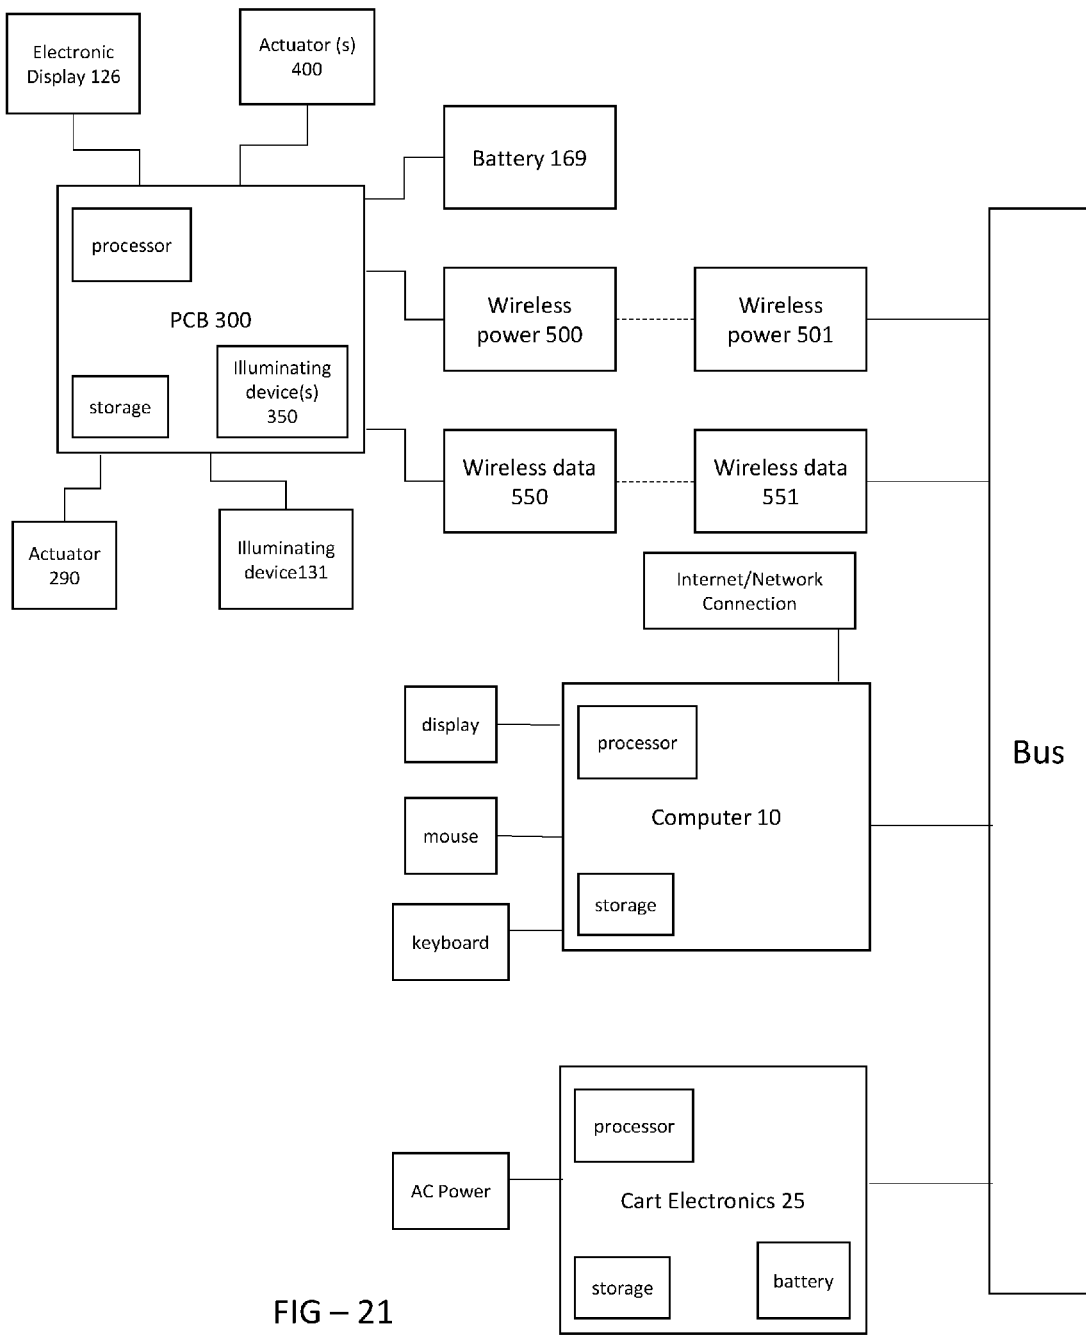 Electronic
Display 126
Actuator (s)
400
Battery 169
processor
PCB 300
Wireless
power 500
Wireless
power 501
Illuminating
device(s)
350
storage
Wireless data
550
Wireless data
551
Actuator
290
Illuminating
device131
Internet/Network
Connection
display
processor
Bus
Computer 10
mouse
storage
keyboard
processor
AC Power
Cart Electronics 25
storage
battery
FIG – 21